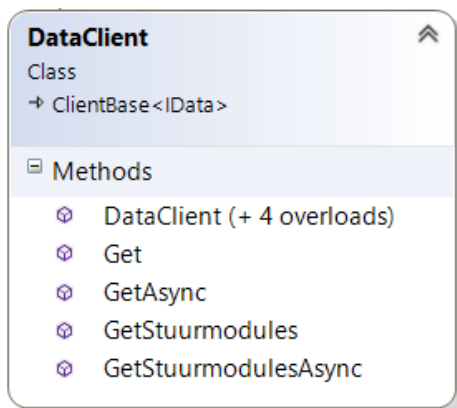 DataClient
Class
ClientBase<IData>
Methods
DataClient (+ 4 overloads)
Get
GetAsync
GetStuurmodules
GetStuurmodulesAsync